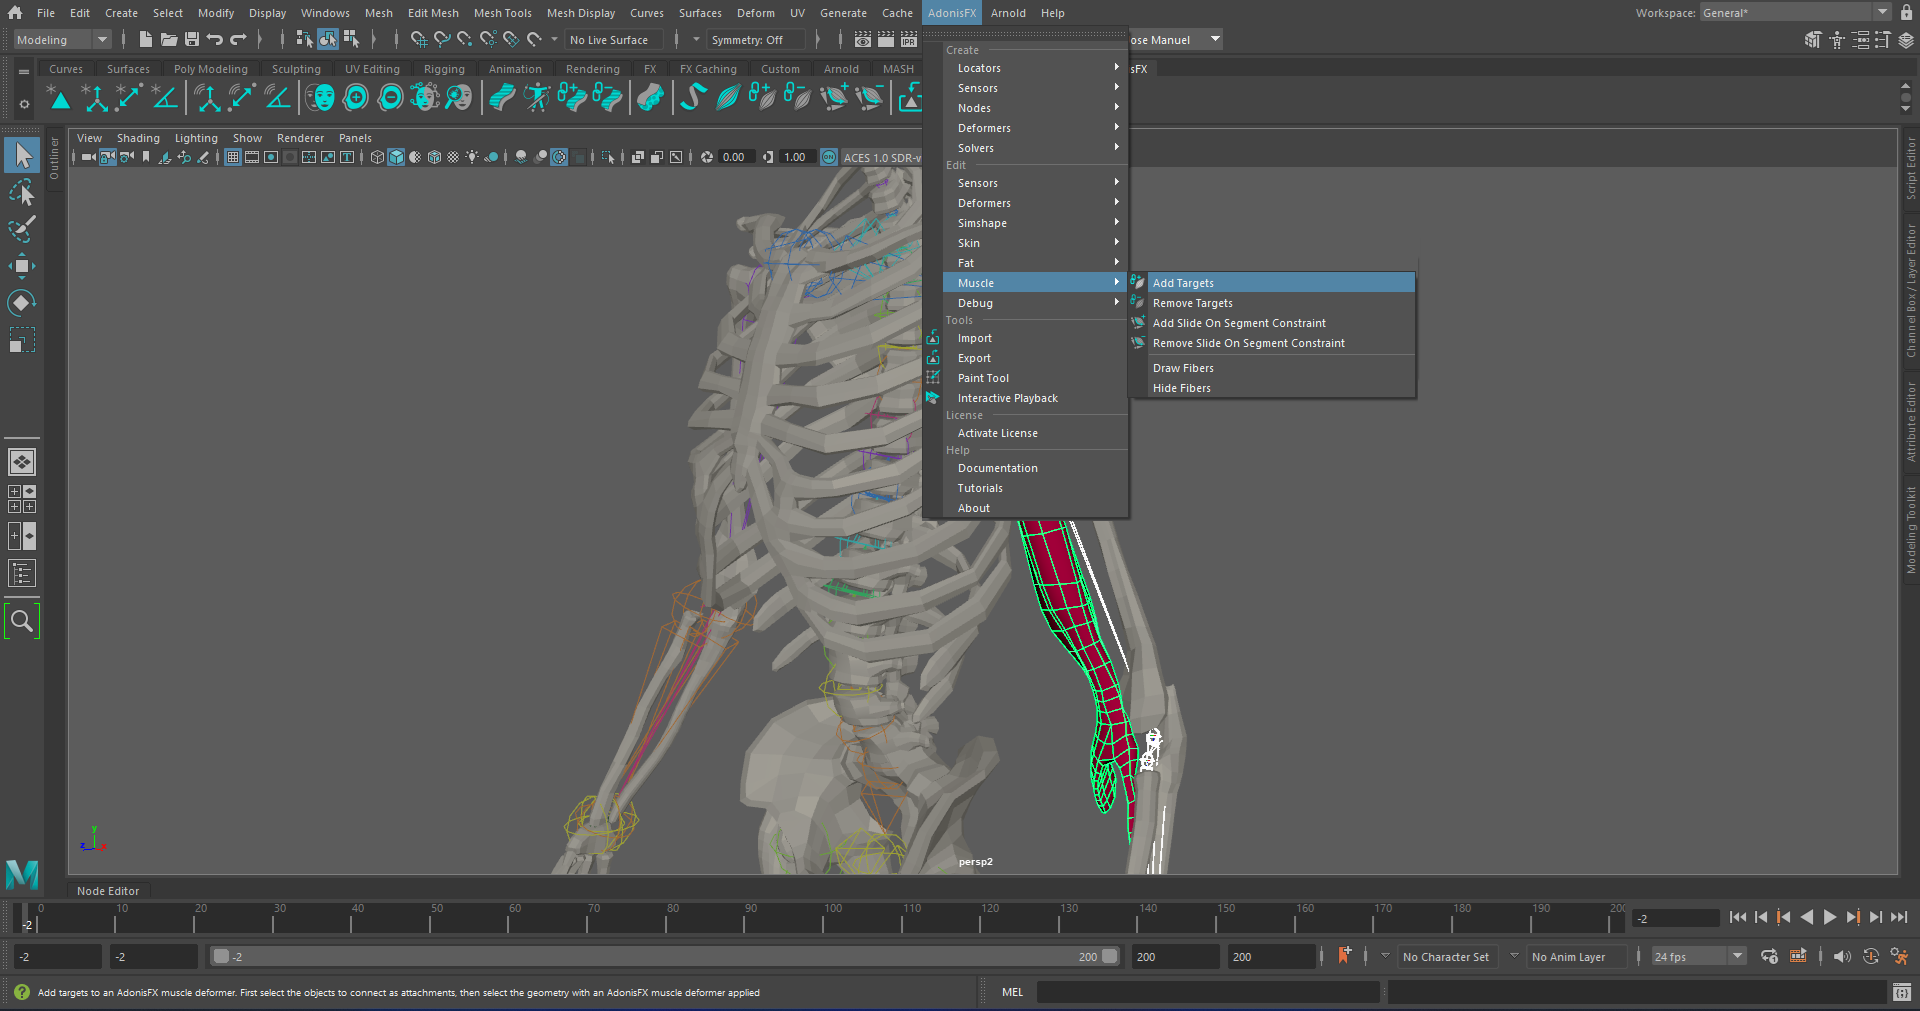 File Edit Create Select Modify Display Windows Mesh Edit Mesh Mesh Tools Mesh Display Curves Surfaces Deform UV Generate Cache AdonisFX Arnold Help
Workspace: General*
Modeling
No Live Surface
Symmetry: Off
ose Manuel
Curves Surfaces Poly Modeling Sculpting UV Editing Rigging Animation Rendering FX FX Caching Custom Arnold MASH
sFX
View Shading Lighting Show Renderer Panels
0.00
1.00
ACES 1.0 SDR-v
Outliner
Create
Locators
Sensors
Nodes
Deformers
Solvers
Edit
Sensors
Deformers
Simshape
Skin
Fat
Muscle
Debug
Tools
Import
Export
Paint Tool
Interactive Playback
License
Activate License
Help
Documentation
Tutorials
About
Add Targets
Remove Targets
Add Slide On Segment Constraint
Remove Slide On Segment Constraint
Draw Fibers
Hide Fibers
Script Editor
Channel Box / Layer Editor
Attribute Editor
Modeling Toolkit
y
z
x
persp2
Node Editor
0 10 20 30 40 50 60 70 80 90 100 110 120 130 140 150 160 170 180 190 200
-2
-2
-2 -2 -2 200 200 200
No Character Set
No Anim Layer
24 fps
Add targets to an AdonisFX muscle deformer. First select the objects to connect as attachments, then select the geometry with an AdonisFX muscle deformer applied
MEL